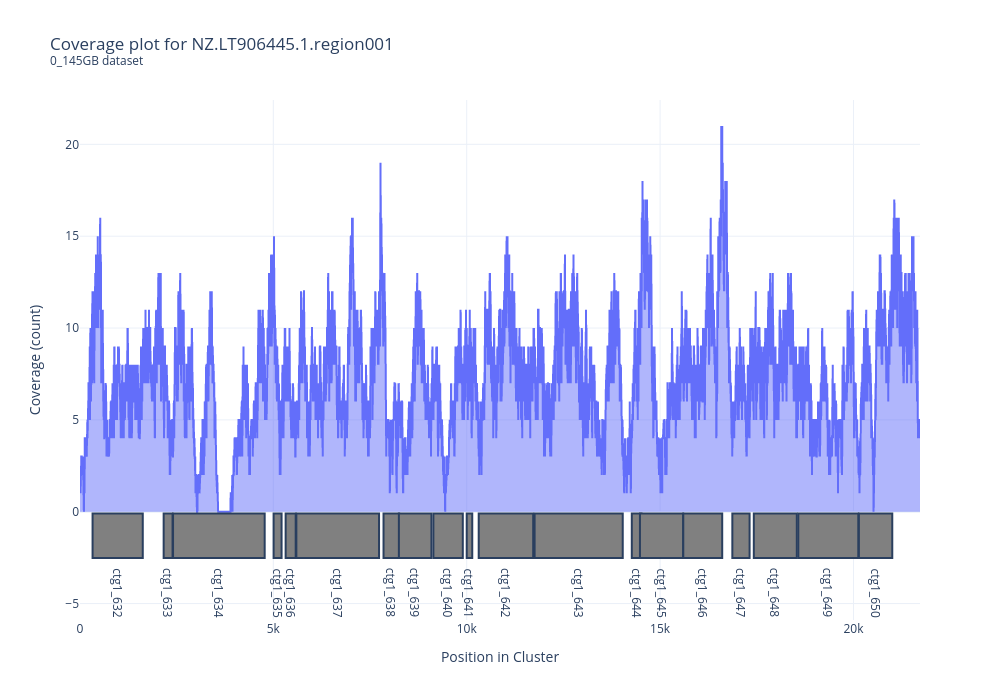 Coverage plot for NZ.LT906445.1.region001
0_145GB dataset
Coverage (count)
20
15
10
5
0
−5
ctg1_632
ctg1_633
ctg1_634
ctg1_635
ctg1_636
ctg1_637
ctg1_638
ctg1_639
ctg1_640
ctg1_641
ctg1_642
ctg1_643
ctg1_644
ctg1_645
ctg1_646
ctg1_647
ctg1_648
ctg1_649
ctg1_650
0
5k
10k
15k
20k
Position in Cluster